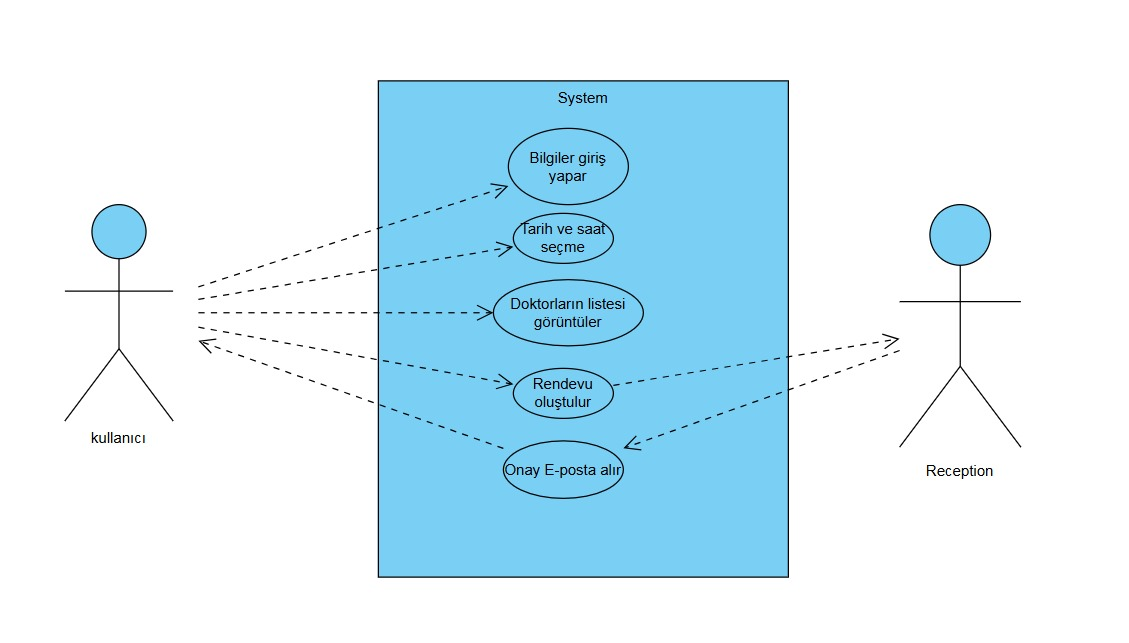 System
Bilgiler giriş
yapar
Tarih ve saat
seçme
Doktorların listesi
görüntüler
Rendevu
oluştulur
Onay E-posta alır
kullanıcı
Reception